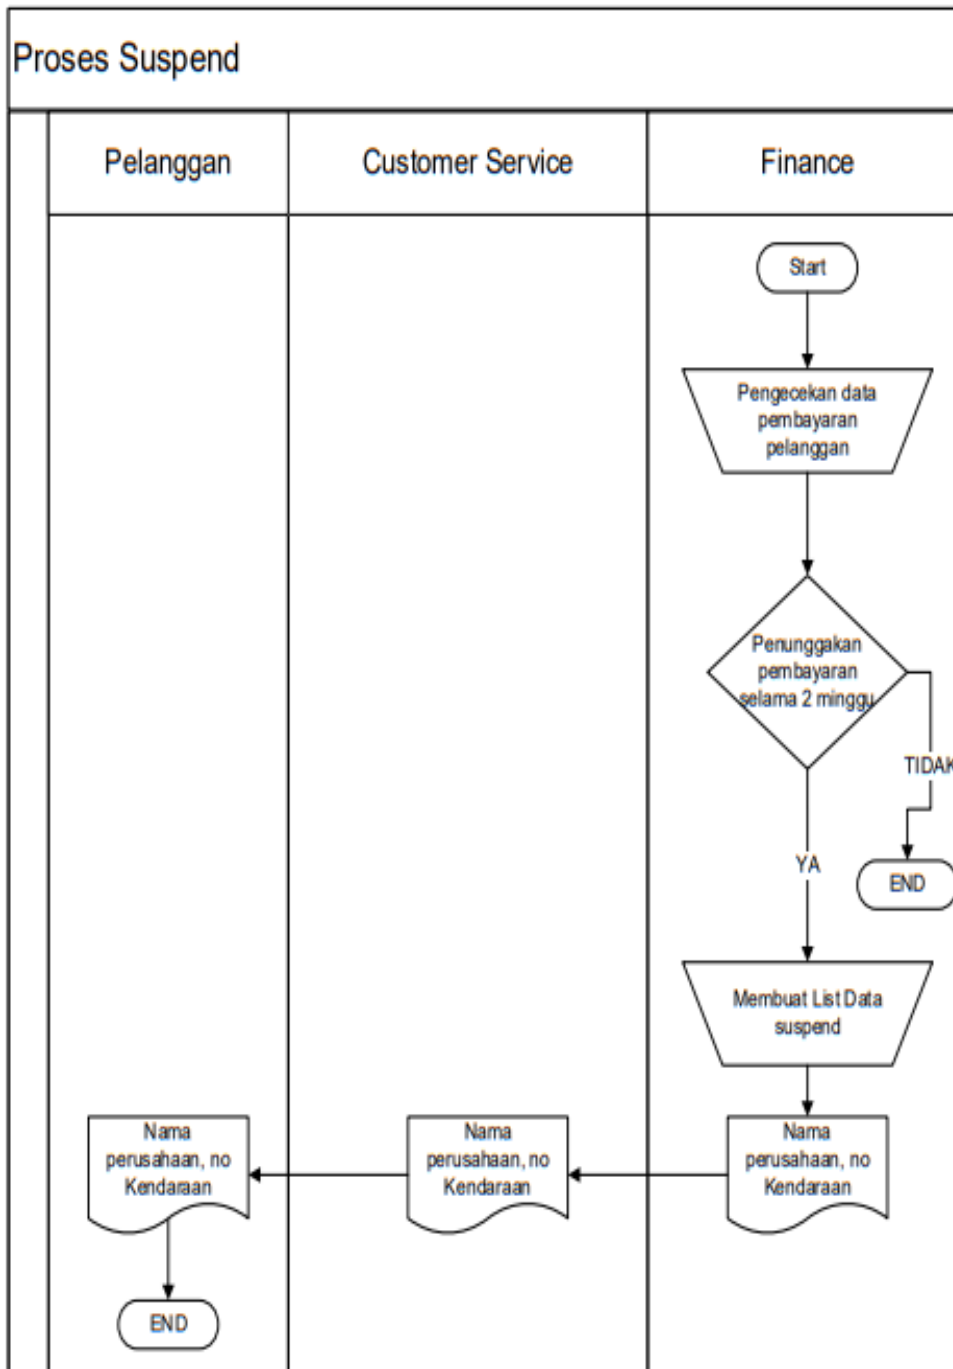 Proses Suspend
Pelanggan
Customer Service
Finance
Start
Pengecekan data
pembayaran
pelanggan
Penunggakan
pembayaran
selama 2 minggu
TIDAK
YA
END
Membuat List Data
suspend
Nama
perusahaan, no
Kendaraan
Nama
perusahaan, no
Kendaraan
Nama
perusahaan, no
Kendaraan
END